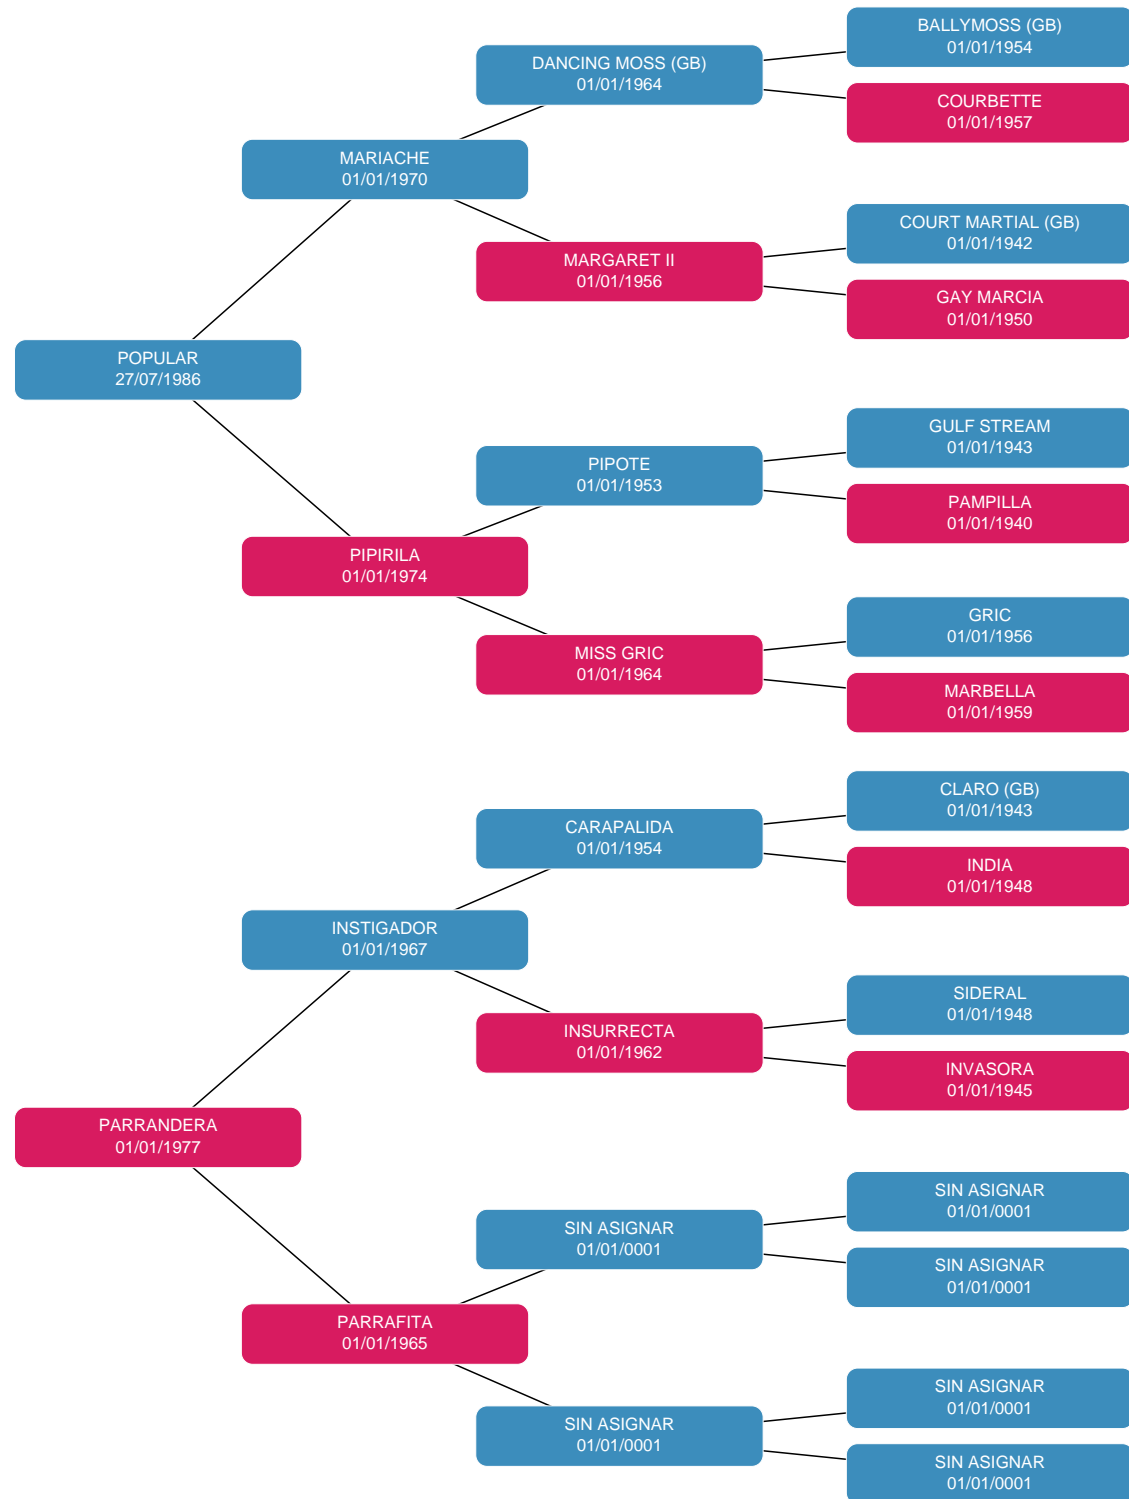 BALLYMOSS (GB)
01/01/1954
DANCING MOSS (GB)
01/01/1964
COURBETTE
01/01/1957
MARIACHE
01/01/1970
COURT MARTIAL (GB)
01/01/1942
MARGARET II
01/01/1956
GAY MARCIA
01/01/1950
POPULAR
27/07/1986
GULF STREAM
01/01/1943
PIPOTE
01/01/1953
PAMPILLA
01/01/1940
PIPIRILA
01/01/1974
GRIC
01/01/1956
MISS GRIC
01/01/1964
MARBELLA
01/01/1959
CLARO (GB)
01/01/1943
CARAPALIDA
01/01/1954
INDIA
01/01/1948
INSTIGADOR
01/01/1967
SIDERAL
01/01/1948
INSURRECTA
01/01/1962
INVASORA
01/01/1945
PARRANDERA
01/01/1977
SIN ASIGNAR
01/01/0001
SIN ASIGNAR
01/01/0001
SIN ASIGNAR
01/01/0001
PARRAFITA
01/01/1965
SIN ASIGNAR
01/01/0001
SIN ASIGNAR
01/01/0001
SIN ASIGNAR
01/01/0001